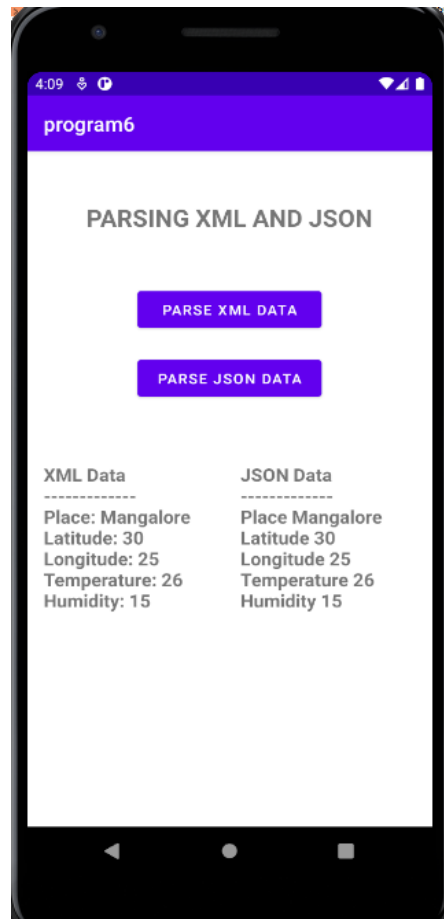 4:09
program6
PARSING XML AND JSON
PARSE XML DATA
PARSE JSON DATA
XML Data
-------------
Place: Mangalore
Latitude: 30
Longitude: 25
Temperature: 26
Humidity: 15
JSON Data
-------------
Place Mangalore
Latitude 30
Longitude 25
Temperature 26
Humidity 15